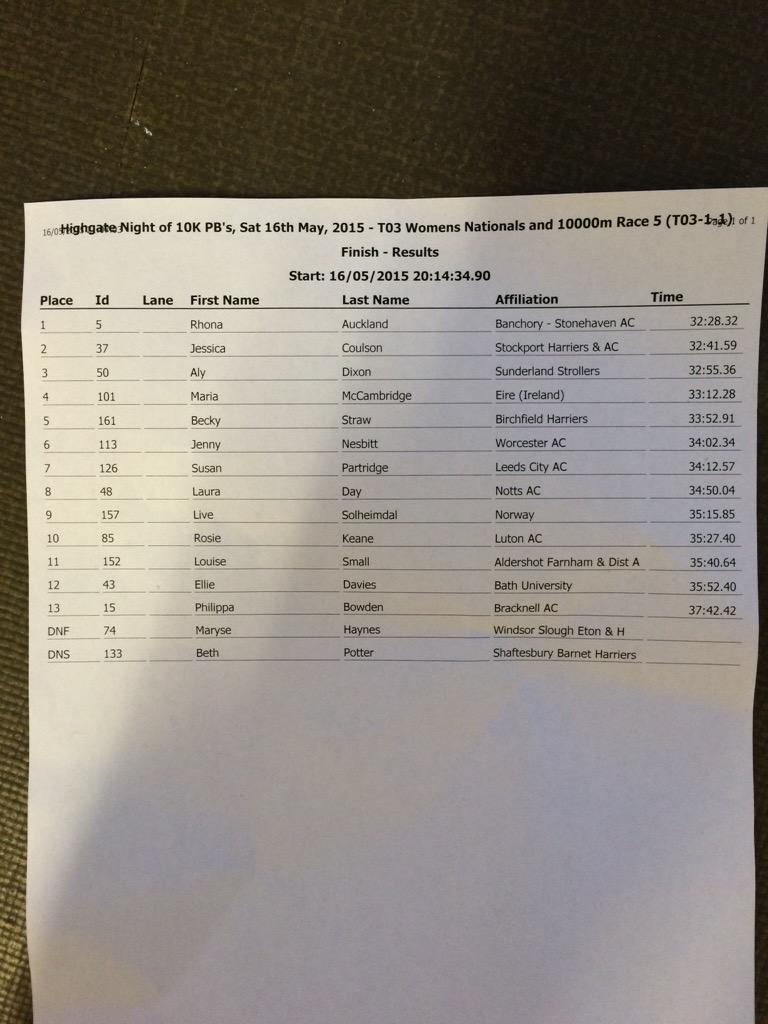 Highgate Night of 10K PB's, Sat 16th May, 2015 - T03 Womens Nationals and 10000m Race 5 (T03-1-1)
1 of 1
Finish - Results
Start: 16/05/2015 20:14:34.90
Place Id Lane First Name Last Name Affiliation Time
1 5 Rhona Auckland Banchory - Stonehaven AC 32:28.32
2 37 Jessica Coulson Stockport Harriers & AC 32:41.59
3 50 Aly Dixon Sunderland Strollers 32:55.36
4 101 Maria McCambridge Eire (Ireland) 33:12.28
5 161 Becky Straw Birchfield Harriers 33:52.91
6 113 Jenny Nesbitt Worcester AC 34:02.34
7 126 Susan Partridge Leeds City AC 34:12.57
8 48 Laura Day Notts AC 34:50.04
9 157 Live Solheimdal Norway 35:15.85
10 85 Rosie Keane Luton AC 35:27.40
11 152 Louise Small Aldershot Farnham & Dist A 35:40.64
12 43 Ellie Davies Bath University 35:52.40
13 15 Philippa Bowden Bracknell AC 37:42.42
DNF 74 Maryse Haynes Windsor Slough Eton & H
DNS 133 Beth Potter Shaftesbury Barnet Harriers